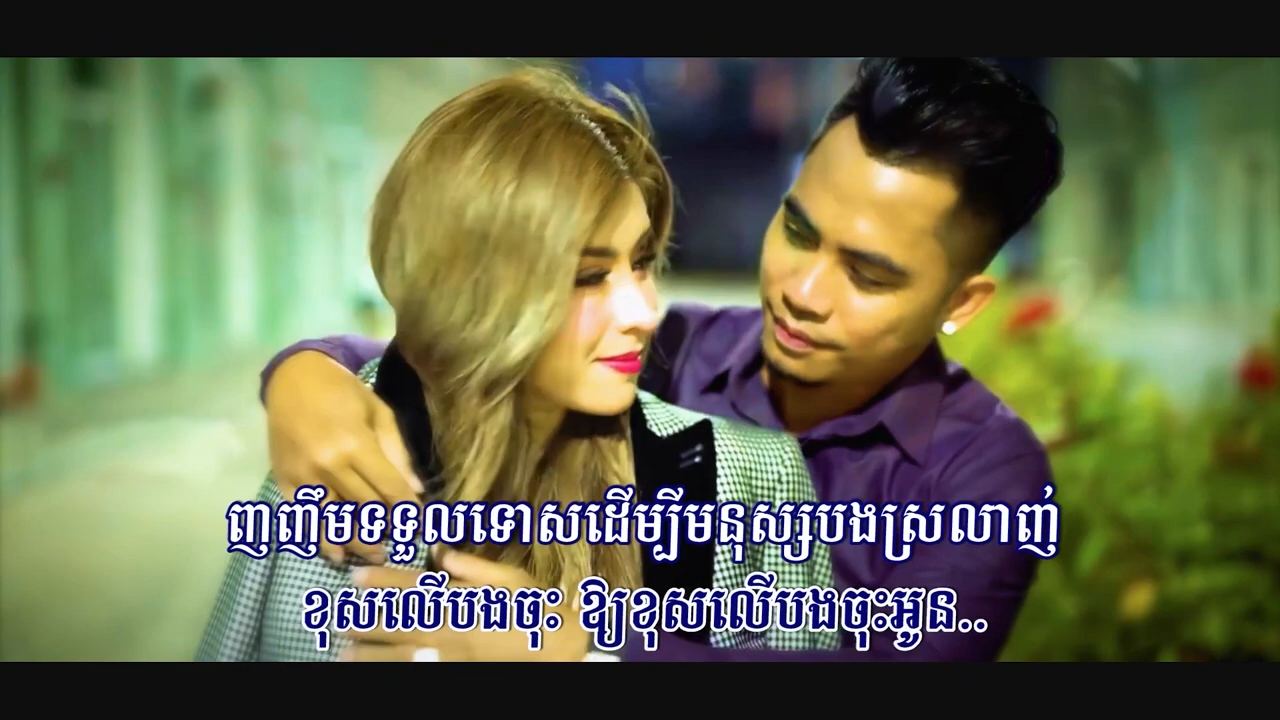 ញញឹមទទួលទោសដើម្បីមនុស្សបងស្រលាញ់
ខុសលើបងចុះ ឱ្យខុសលើបងចុះអូន..